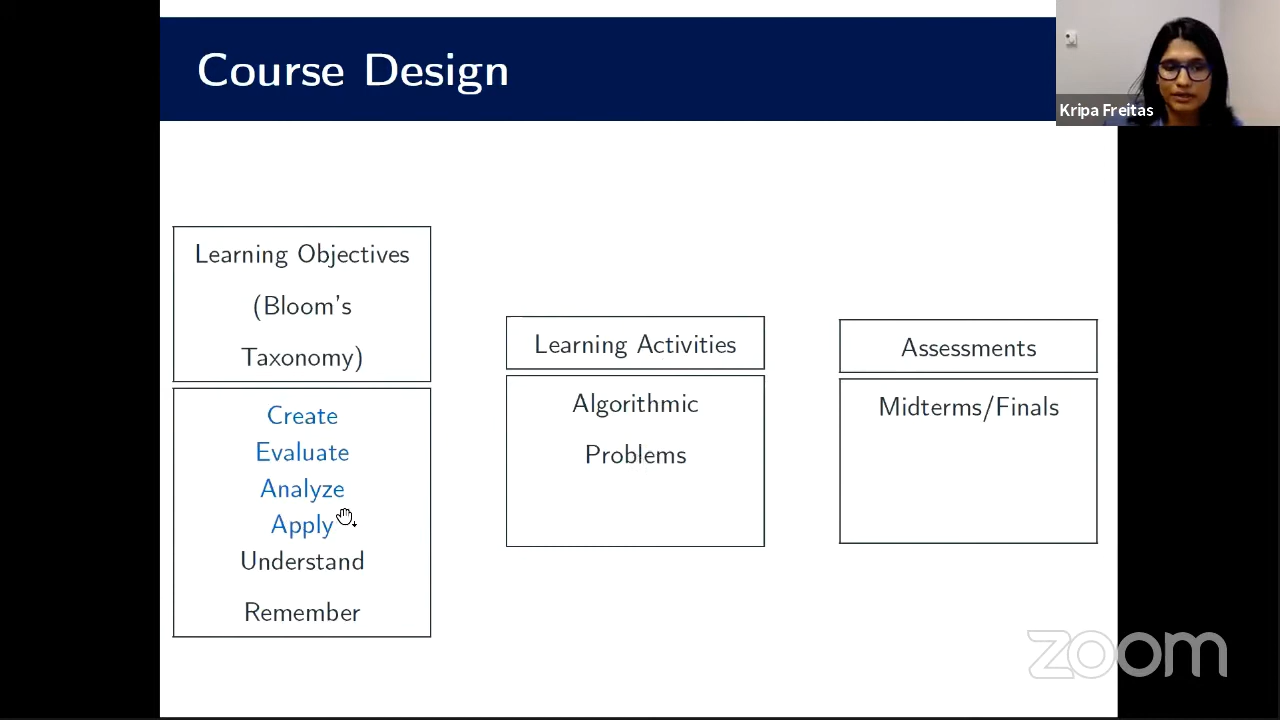 Course Design
Kripa Freitas
Learning Objectives
(Bloom's
Taxonomy)
Create
Evaluate
Analyze
Apply
Understand
Remember
Learning Activities
Algorithmic
Problems
Assessments
Midterms/Finals
zoom